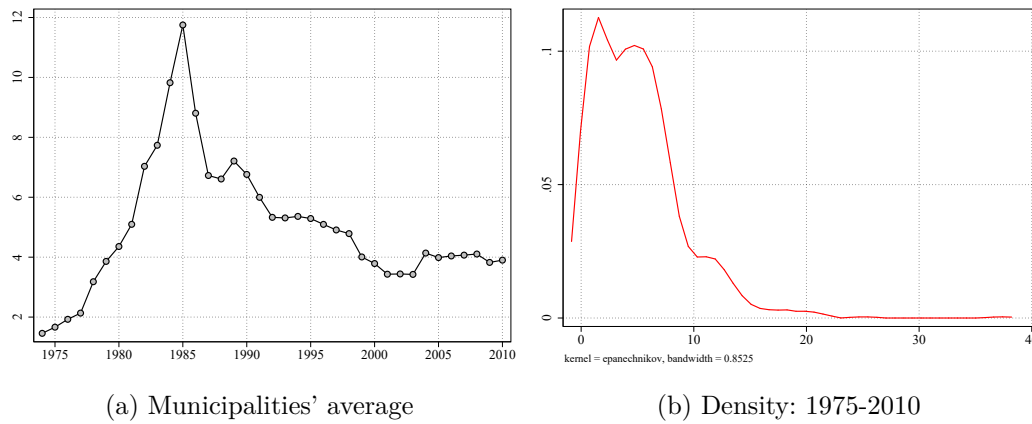 12
10
8
6
4
2
1975 1980 1985 1990 1995 2000 2005 2010
(a) Municipalities' average
.1
.05
0
0 10 20 30 4
kernel = epanechnikov, bandwidth = 0.8525
(b) Density: 1975-2010